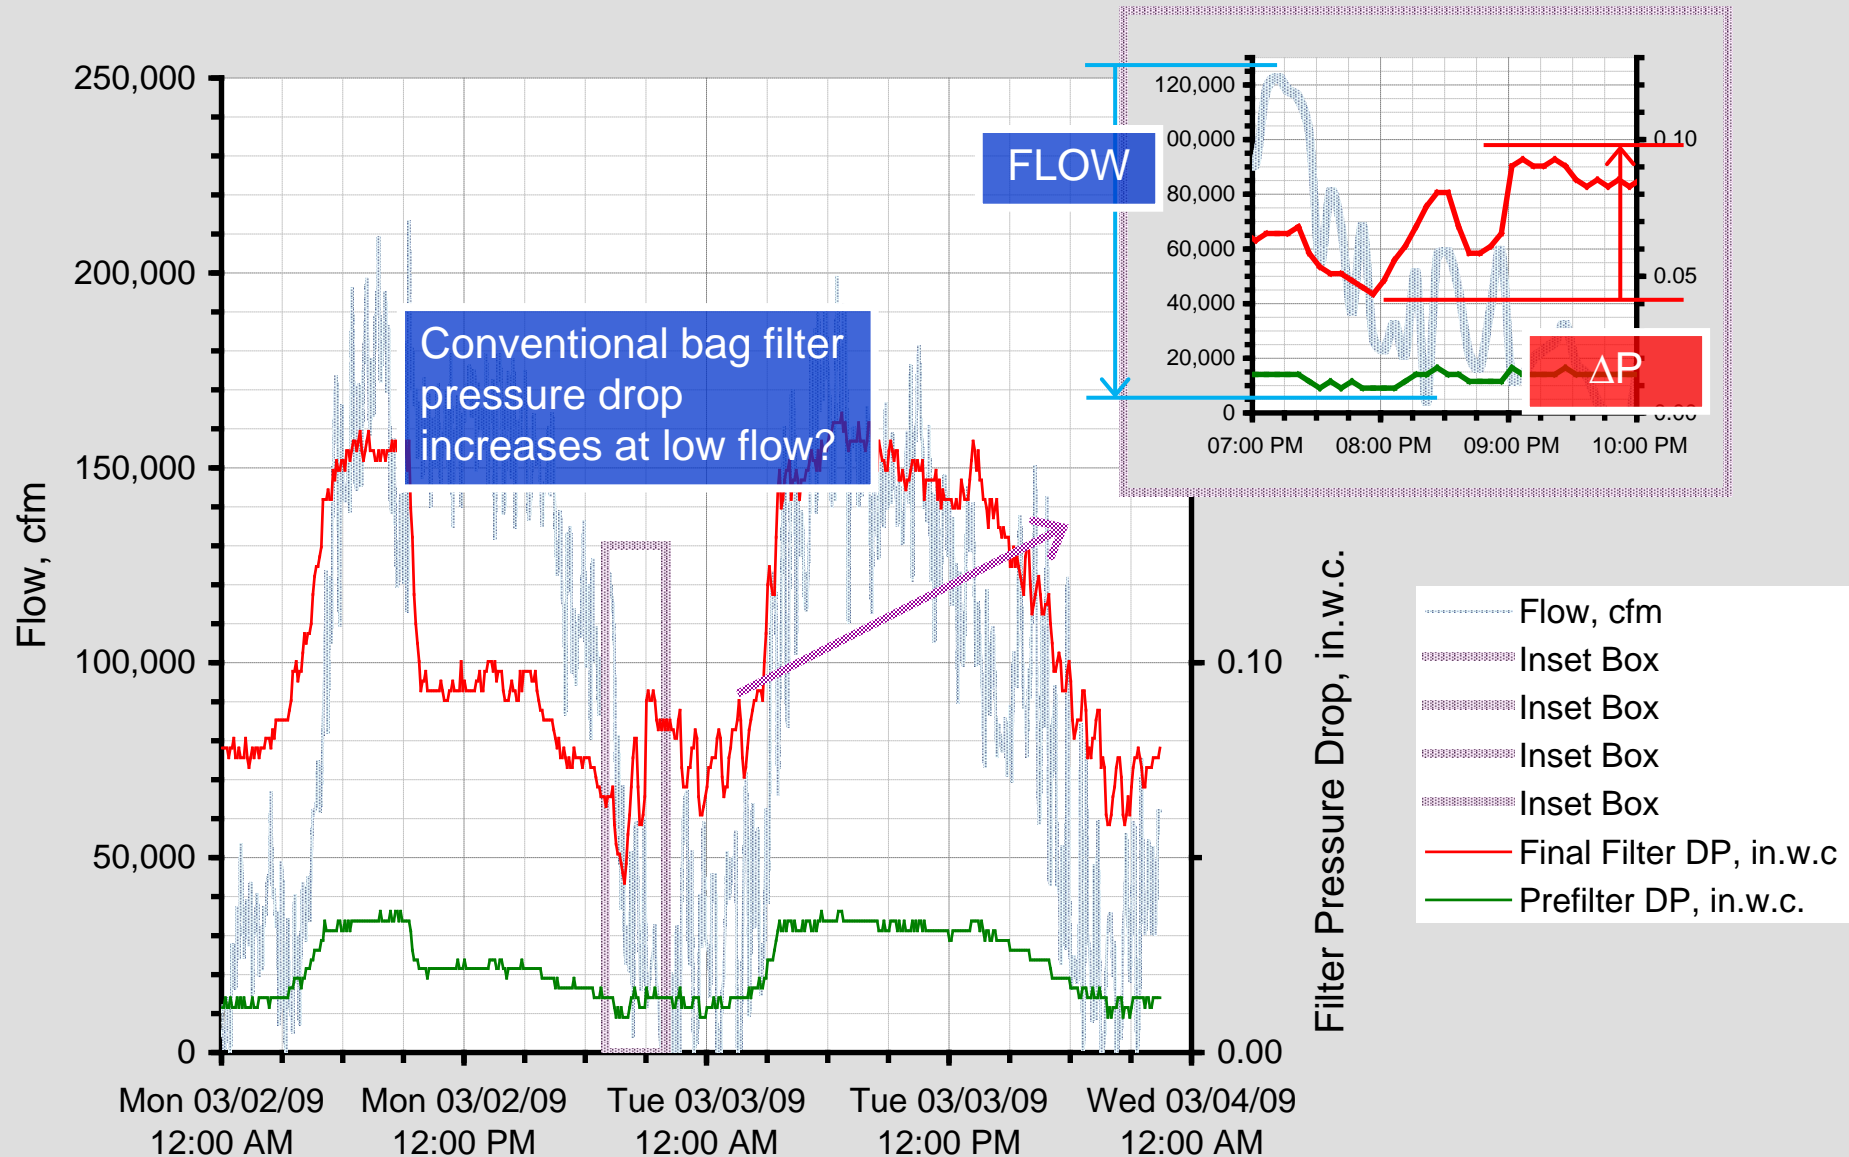 250,000
200,000
150,000
100,000
50,000
0
Flow, cfm
Mon 03/02/09
12:00 AM
Mon 03/02/09
12:00 PM
Tue 03/03/09
12:00 AM
Tue 03/03/09
12:00 PM
Wed 03/04/09
12:00 AM
0.10
0.00
Filter Pressure Drop, in.w.c.
Conventional bag filter
pressure drop
increases at low flow?
FLOW
120,000
00,000
80,000
60,000
40,000
20,000
0
07:00 PM
08:00 PM
09:00 PM
10:00 PM
0.10
0.05
0.00
ΔP
Flow, cfm
Inset Box
Inset Box
Inset Box
Inset Box
Final Filter DP, in.w.c
Prefilter DP, in.w.c.